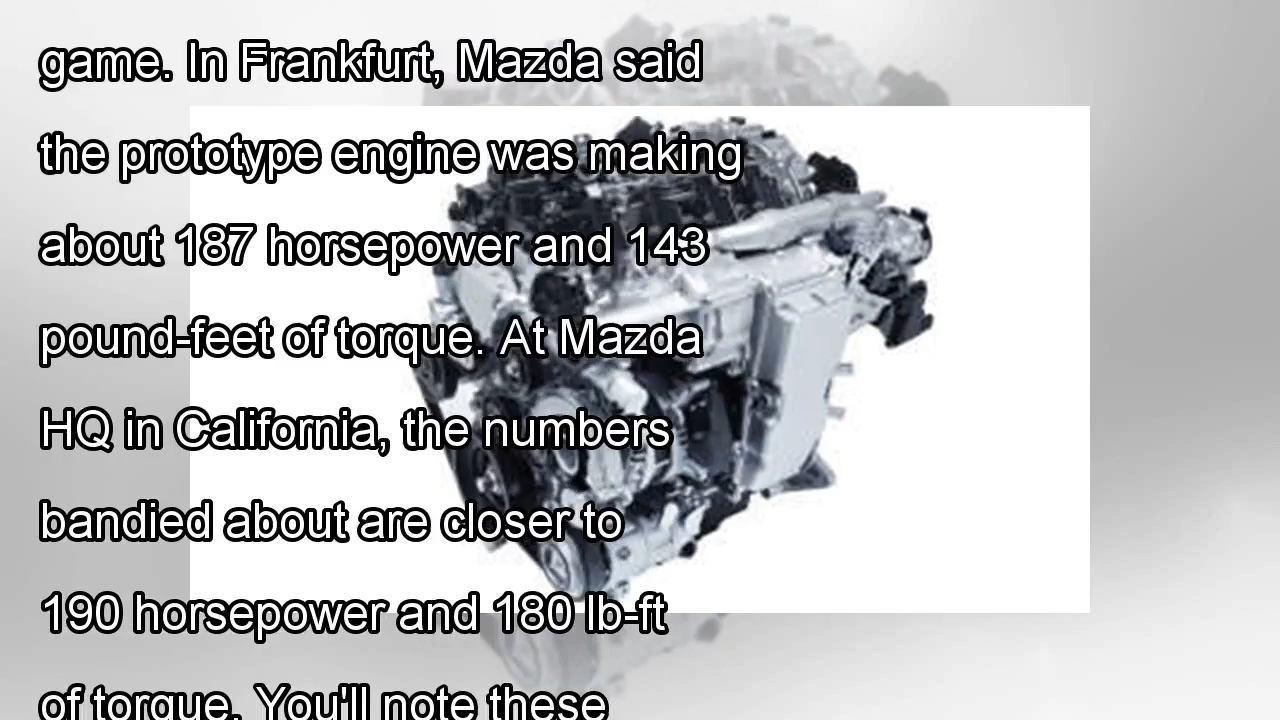 game. In Frankfurt, Mazda said
the prototype engine was making
about 187 horsepower and 143
pound-feet of torque. At Mazda
HQ in California, the numbers
bandied about are closer to
190 horsepower and 180 lb-ft
of torque. You'll note these